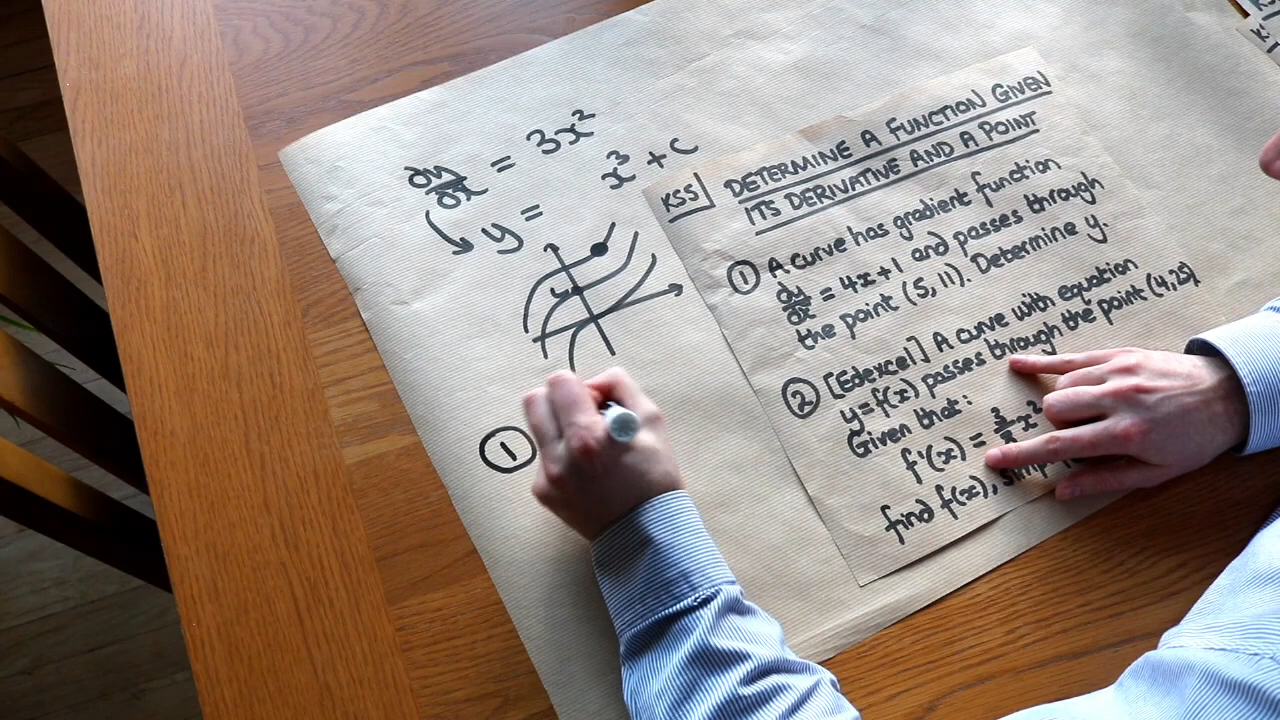 dy/dx = 3x²
y = x³ + c
①
KS5
DETERMINE A FUNCTION GIVEN
ITS DERIVATIVE AND A POINT
① A curve has gradient function
dy/dx = 4x+1 and passes through
the point (5, 11). Determine y.
② [Edexcel] A curve with equation
y=f(x) passes through the point (4,25)
Given that:
f'(x) = x²
find f(x),